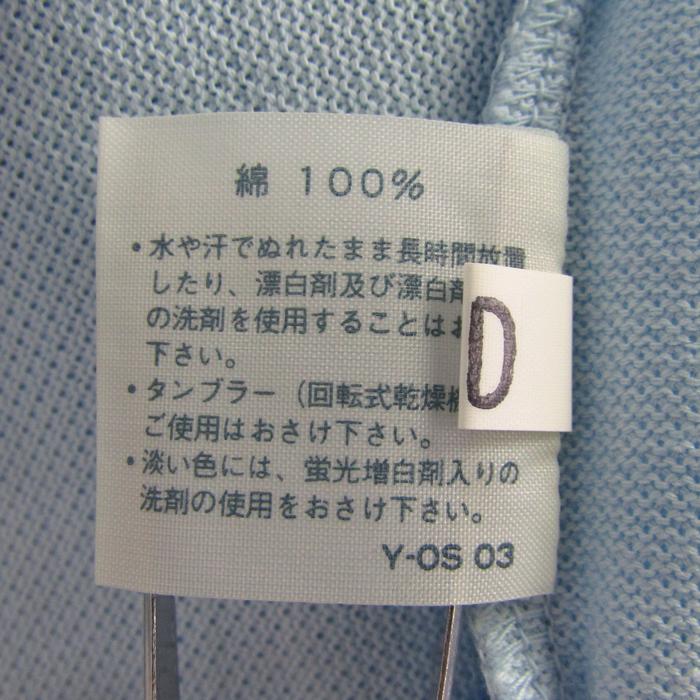 綿 100%
・水や汗でぬれたまま長時間放置
したり、漂白剤及び漂白剤
の洗剤を使用することはお
下さい。
・タンブラー（回転式乾燥機
ご使用はおさけ下さい。
・淡い色には、蛍光増白剤入りの
洗剤の使用をおさけ下さい。
Y-OS 03
D